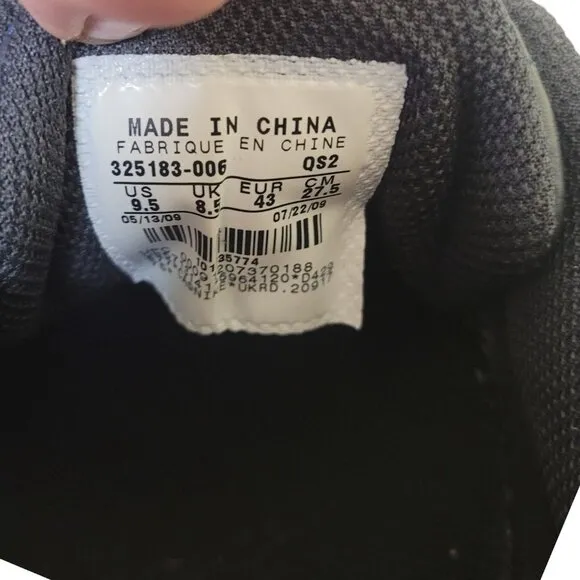 MADE IN CHINA
FABRIQUE EN CHINE
325183-006 QS2
US UK EUR CM
9.5 8.5 43 27.5
05/13/09 07/22/09
35774
207370188